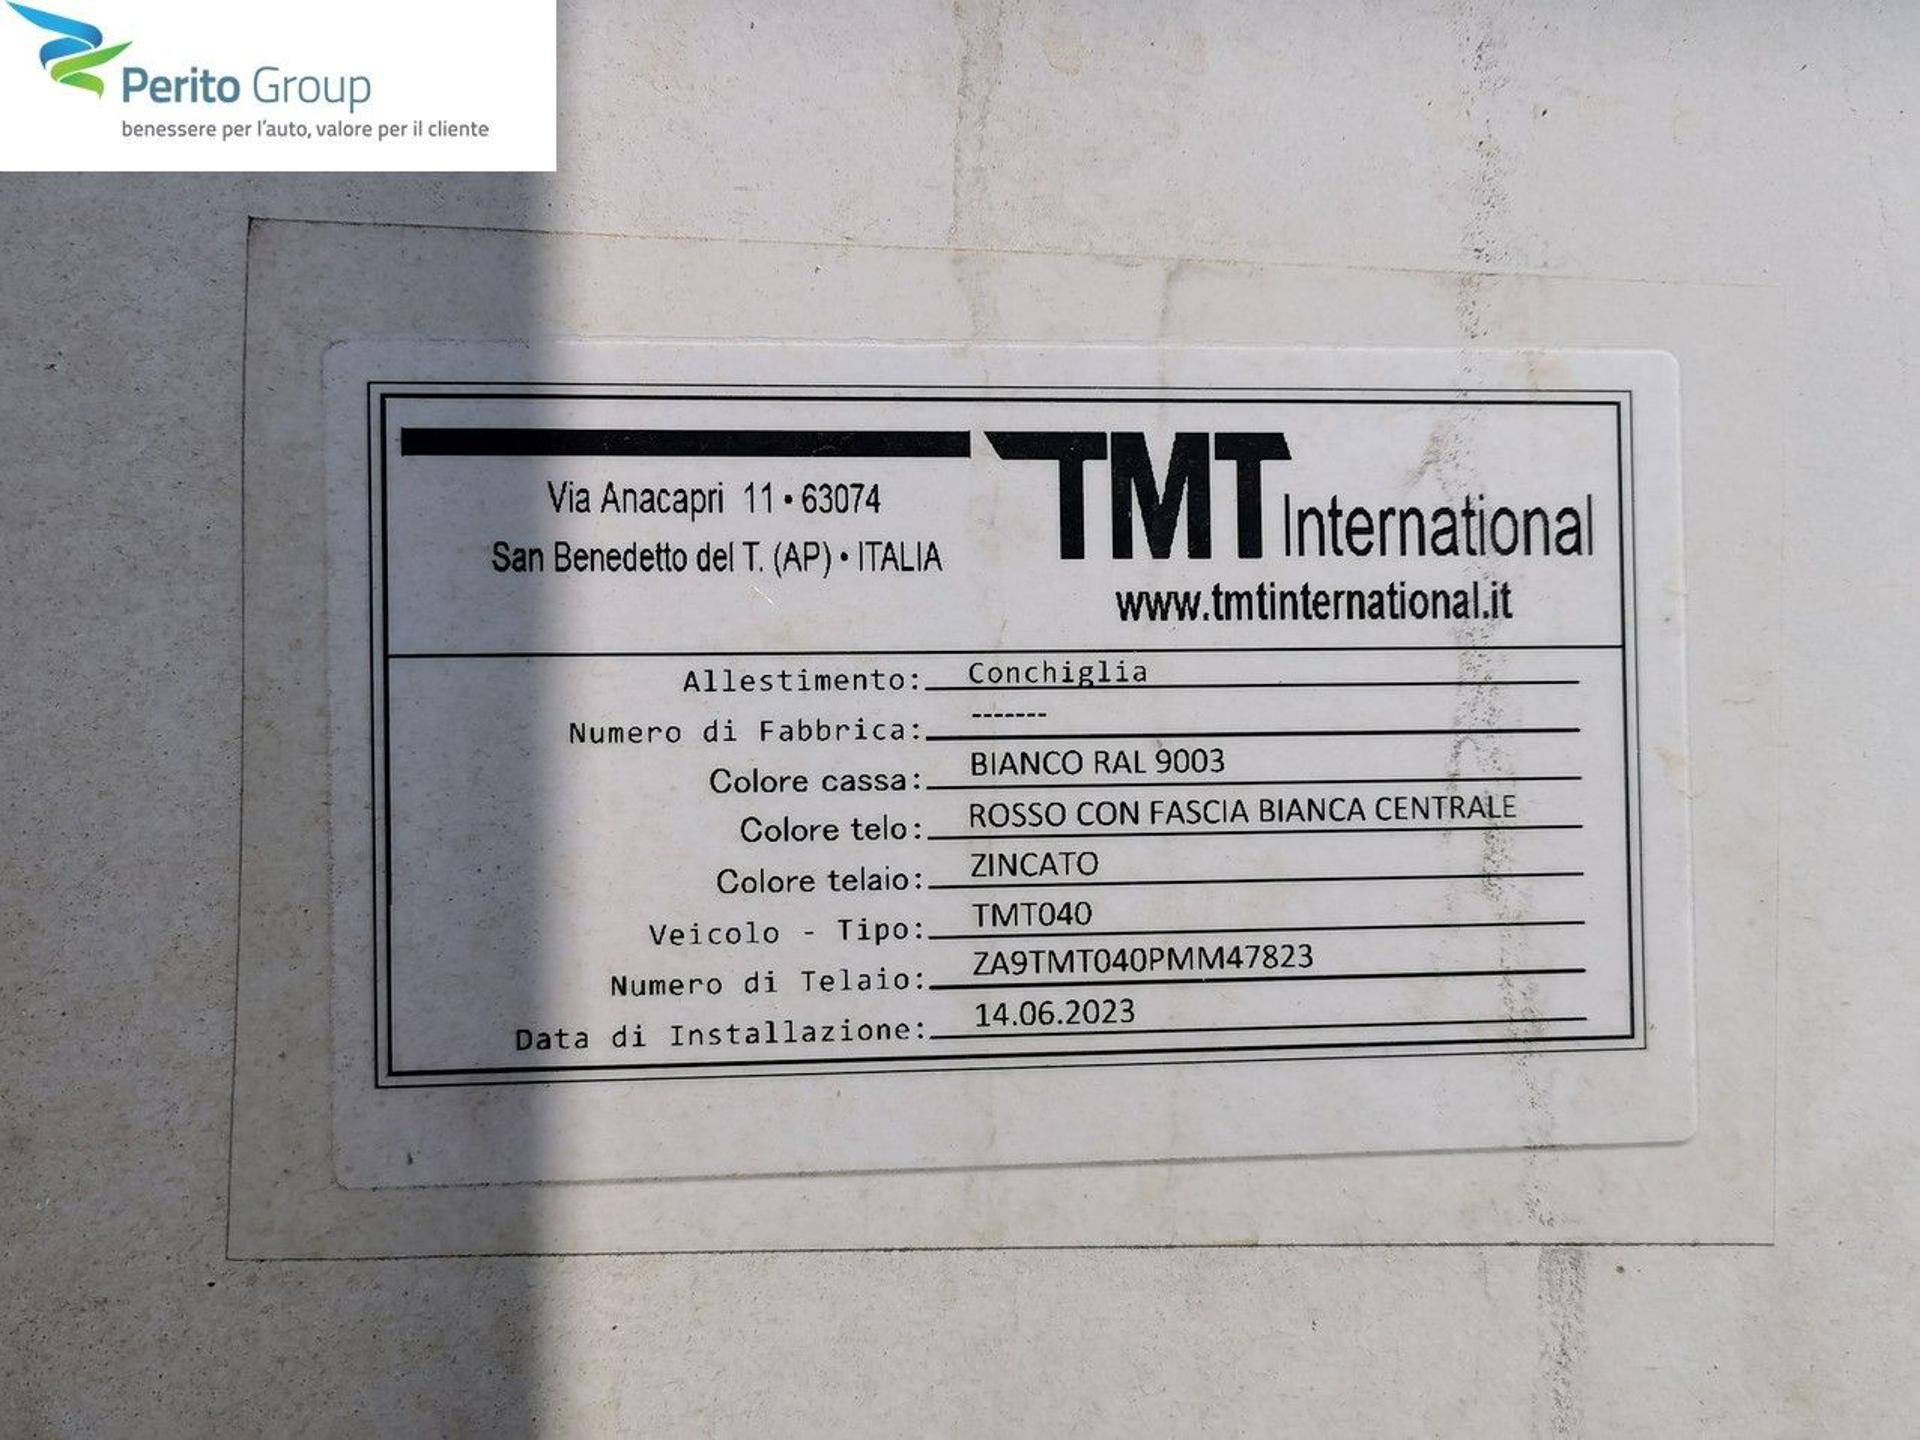 Perito Group
benessere per l'auto, valore per il cliente
TMT International
Via Anacapri 11 • 63074
San Benedetto del T. (AP) • ITALIA
www.tmtinternational.it
Allestimento: Conchiglia
Numero di Fabbrica: -------
Colore cassa: BIANCO RAL 9003
Colore telo: ROSSO CON FASCIA BIANCA CENTRALE
Colore telaio: ZINCATO
Veicolo - Tipo: TMT040
Numero di Telaio: ZA9TMT040PMM47823
Data di Installazione: 14.06.2023